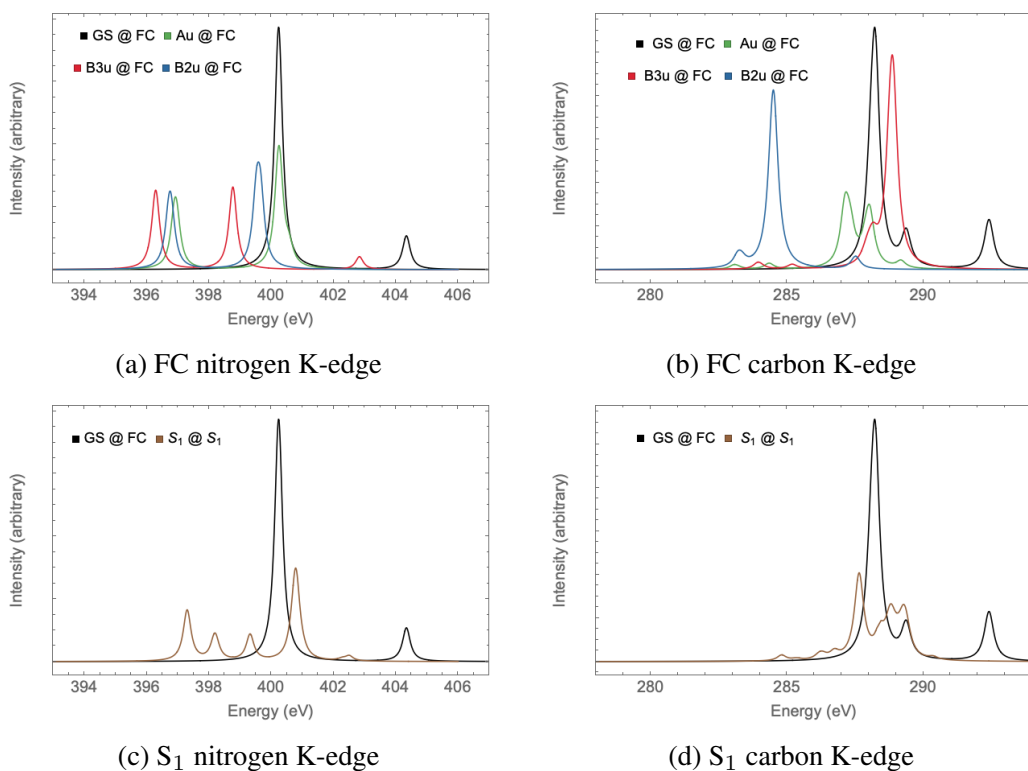 GS @ FC Au @ FC
B3u @ FC B2u @ FC
Intensity (arbitrary)
394 396 398 400 402 404 406
Energy (eV)
(a) FC nitrogen K-edge
GS @ FC Au @ FC
B3u @ FC B2u @ FC
Intensity (arbitrary)
280 285 290
Energy (eV)
(b) FC carbon K-edge
GS @ FC S₁ @ S₁
Intensity (arbitrary)
394 396 398 400 402 404 406
Energy (eV)
(c) S₁ nitrogen K-edge
GS @ FC S₁ @ S₁
Intensity (arbitrary)
280 285 290
Energy (eV)
(d) S₁ carbon K-edge